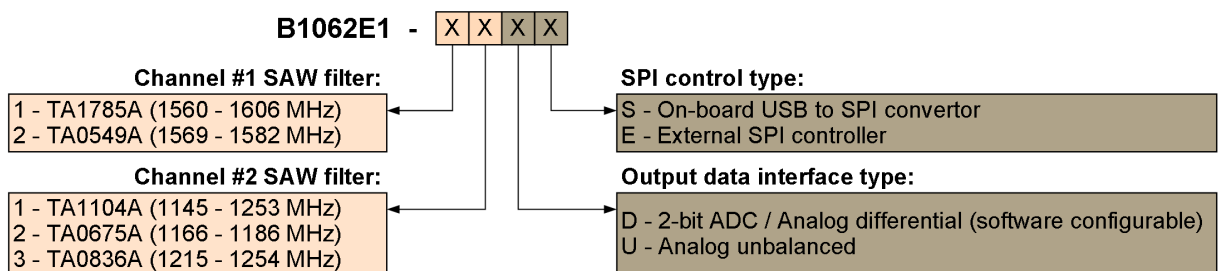 B1062E1 - X X X X
Channel #1 SAW filter:
1 - TA1785A (1560 - 1606 MHz)
2 - TA0549A (1569 - 1582 MHz)
SPI control type:
S - On-board USB to SPI convertor
E - External SPI controller
Channel #2 SAW filter:
1 - TA1104A (1145 - 1253 MHz)
2 - TA0675A (1166 - 1186 MHz)
3 - TA0836A (1215 - 1254 MHz)
Output data interface type:
D - 2-bit ADC / Analog differential (software configurable)
U - Analog unbalanced